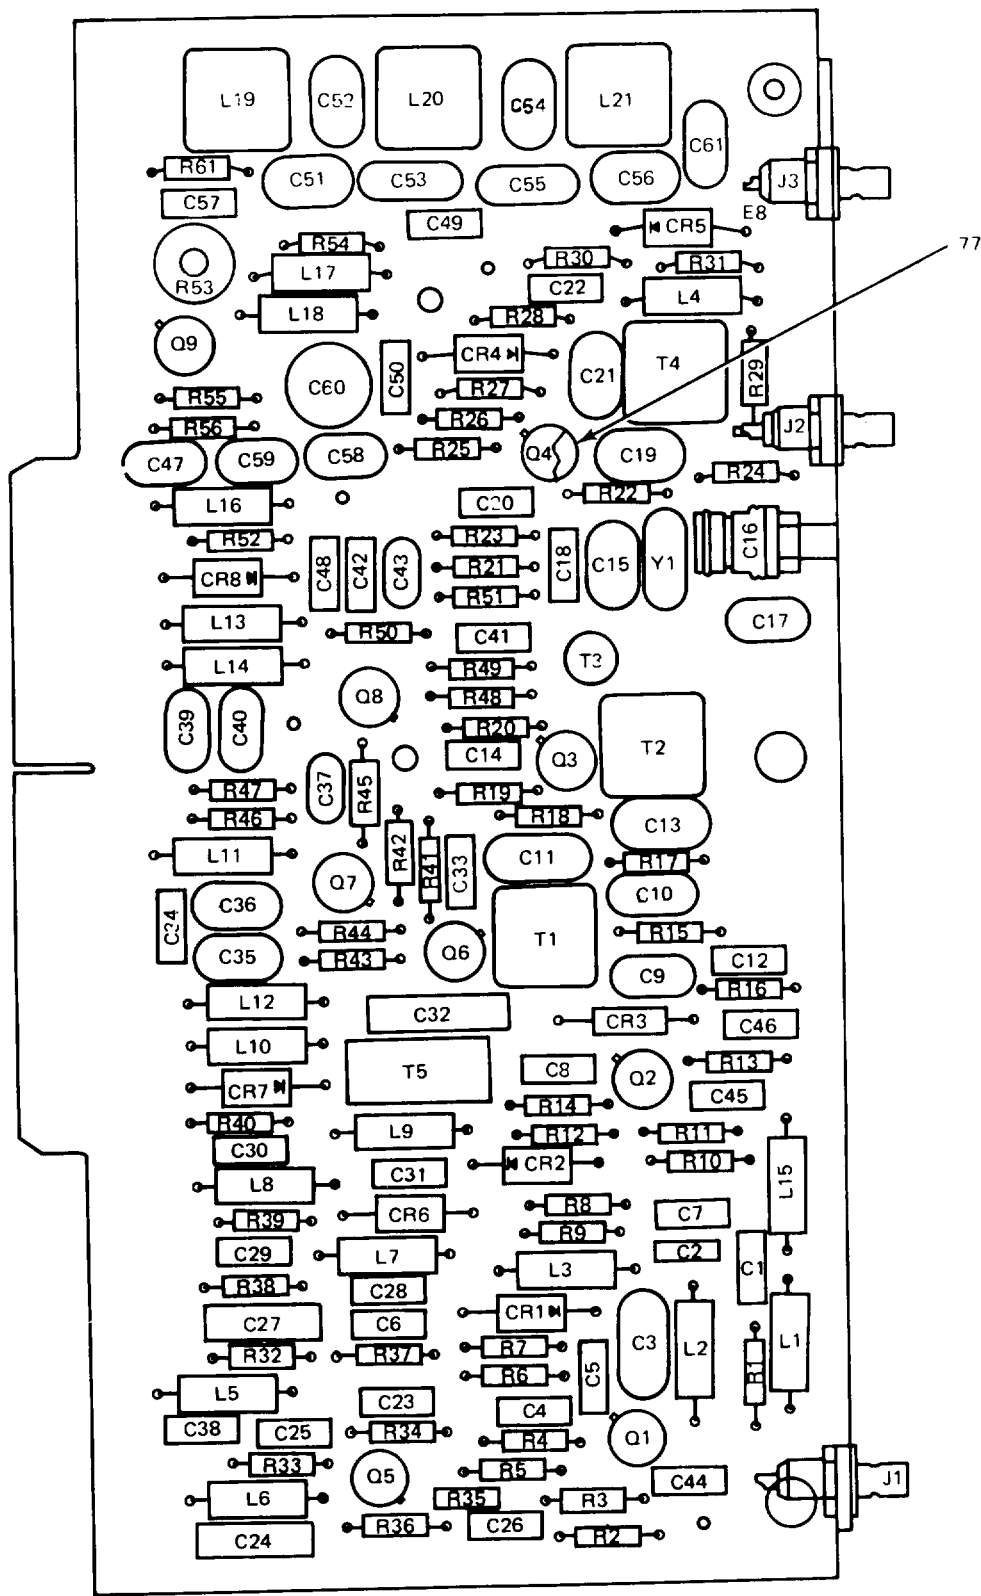 L19 C52 L20 C54 L21
C61
R61 C51 C53 C55 C56 J3
C57 C49 E8
CR5
R54 R30 R31
R53 L17 C22 L4
L18 R28
Q9 77
CR4 C21 T4 R29
C60 C50 R27
R55 R26 J2
R56 R25 Q4 C19
C47 C59 C58 R24
L16 C20 R22
R52 R23 C16
CR8 C48 C42 C43 R21 C18 C15 Y1
R51
L13 R50 C41 C17
L14 R49 T3
Q8 R48
C39 C40 R20 T2
C14 Q3
R47 C37 R45 R19
R46 R18 C13
L11 R42 R41 C33 C11 R17
Q7 C10
C34 C36
R44 Q6 T1 R15
C35 R43 C9 C12
R16
L12 C32 CR3 C46
L10
T5 C8 Q2 R13
CR7 C45
R40 L9 R14
C30 R12 R11
C31 CR2 R10
L8 L15
R39 CR6 R8 C7
C29 L7 R9 C2
R38 C28 L3 C1
C27 C6 CR1
R32 R37 R7 C3 L2 R1 L1
L5 R6 C5
C38 C23 C4
C25 R34 R4 Q1
R33 Q5 R5 C44 J1
L6 R35 R3
C24 R36 C26 R2